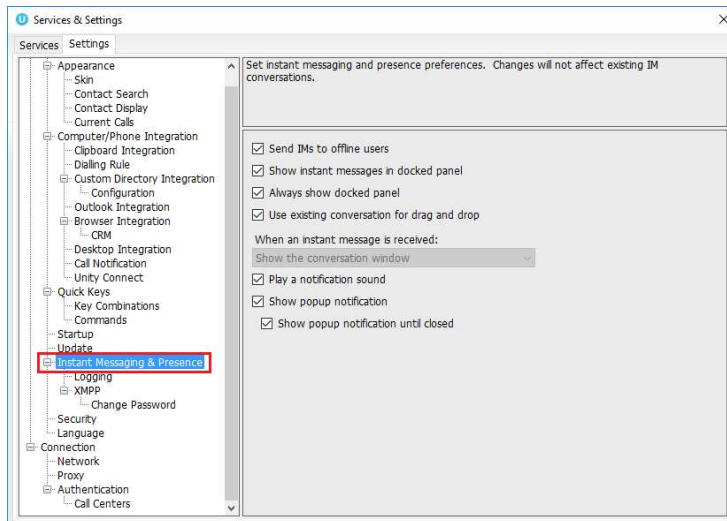 Services & Settings
Services
Settings
Appearance
Skin
Contact Search
Contact Display
Current Calls
Computer/Phone Integration
Clipboard Integration
Dialling Rule
Custom Directory Integration
Configuration
Outlook Integration
Browser Integration
CRM
Desktop Integration
Call Notification
Unity Connect
Quick Keys
Key Combinations
Commands
Startup
Update
Instant Messaging & Presence
Logging
XMPP
Change Password
Security
Language
Connection
Network
Proxy
Authentication
Call Centers
Set instant messaging and presence preferences. Changes will not affect existing IM
conversations.
Send IMs to offline users
Show instant messages in docked panel
Always show docked panel
Use existing conversation for drag and drop
When an instant message is received:
Show the conversation window
Play a notification sound
Show popup notification
Show popup notification until closed